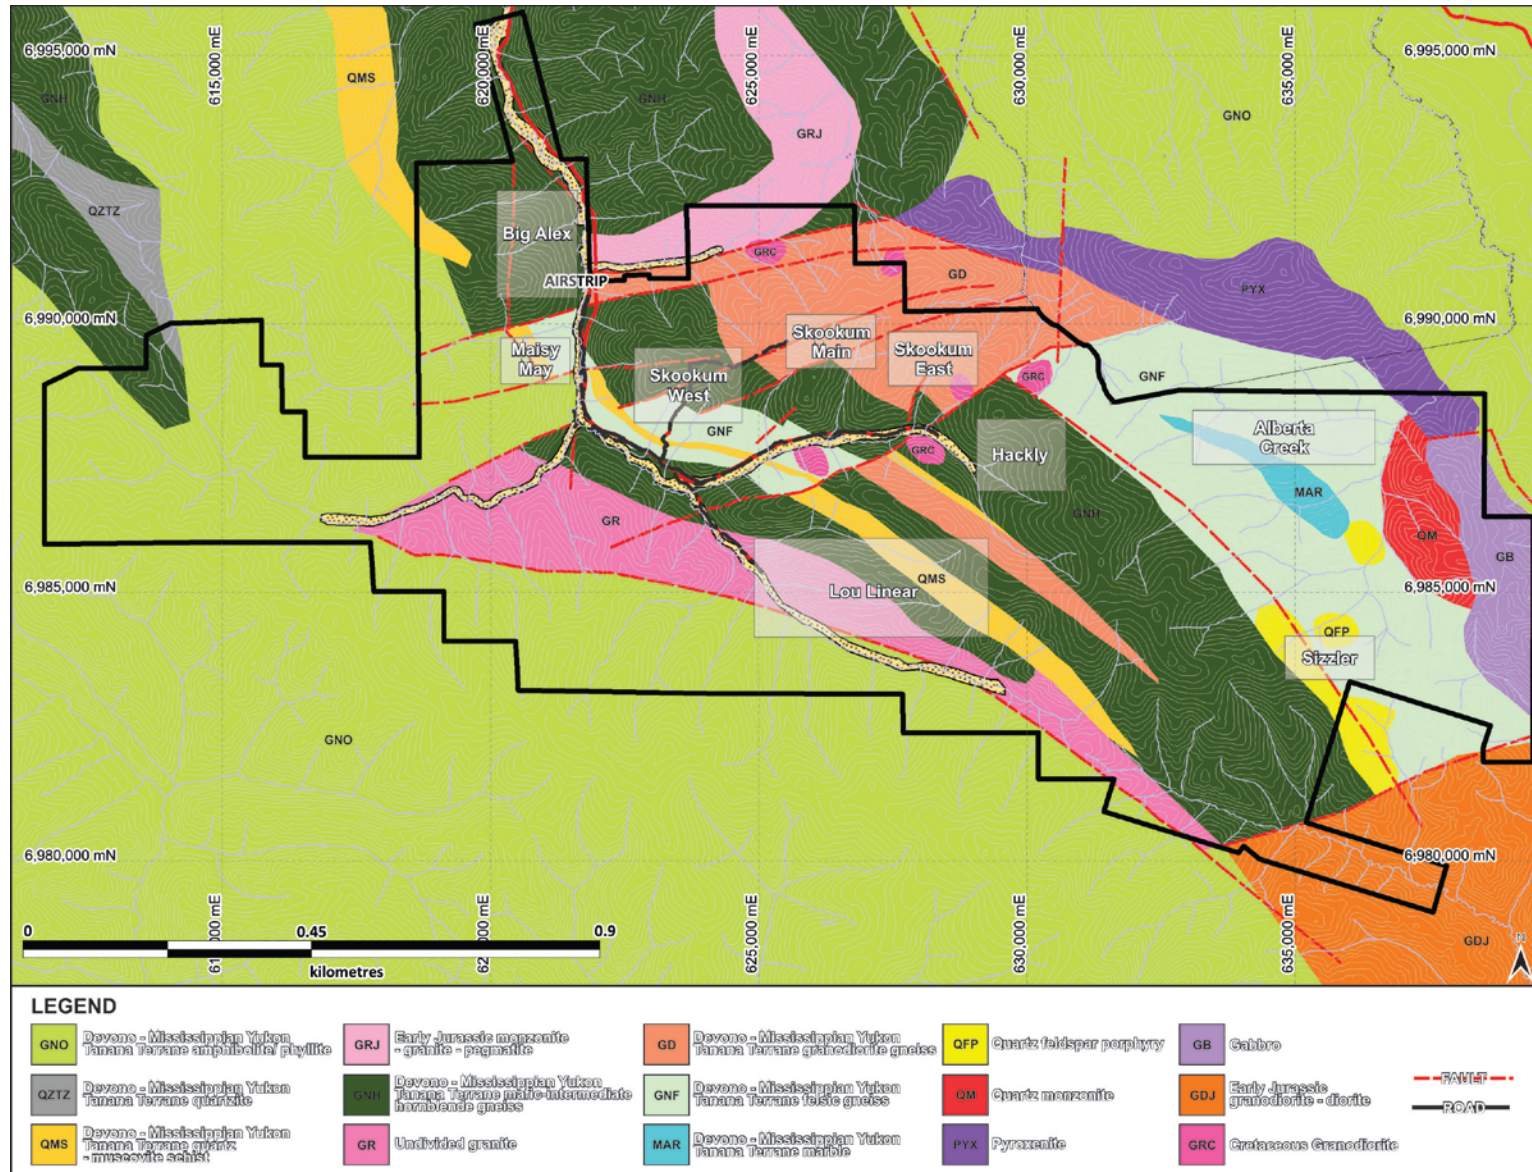 6,995,000 mN
615,000 mE
620,000 mE
625,000 mE
630,000 mE
635,000 mE
6,995,000 mN
GNH
QMS
GNH
GRJ
GNO
QZTZ
Big Alex
GRC
GD
PYX
AIRSTRIP
6,990,000 mN
6,990,000 mN
Maisy
May
Skookum
Main
Skookum
East
Skookum
West
GRC
GNF
GNF
Alberta
Creek
GRC
Hackly
MAR
GR
GNH
QM
GB
QMS
6,985,000 mN
Lou Linear
6,985,000 mN
QFP
Sizzler
GNO
6,980,000 mN
6,980,000 mN
625,000 mE
630,000 mE
635,000 mE
0 0.45 0.9
kilometres
GDJ
N
LEGEND
GNO Devono - Mississippian Yukon
Tanana Terrane amphibolite/ phyllite
QZTZ Devono - Mississippian Yukon
Tanana Terrane quartzite
QMS Devono - Mississippian Yukon
Tanana Terrane quartz
- muscovite schist
GRJ Early Jurassic monzonite
- granite - pegmatite
GNH Devono - Mississippian Yukon
Tanana Terrane mafic-intermediate
hornblende gneiss
GR Undivided granite
GD Devono - Mississippian Yukon
Tanana Terrane granodiorite gneiss
GNF Devono - Mississippian Yukon
Tanana Terrane felsic gneiss
MAR Devono - Mississippian Yukon
Tanana Terrane marble
QFP Quartz feldspar porphyry
QM Quartz monzonite
PYX Pyroxenite
GB Gabbro
GDJ Early Jurassic
granodiorite - diorite
GRC Cretaceous Granodiorite
FAULT
ROAD